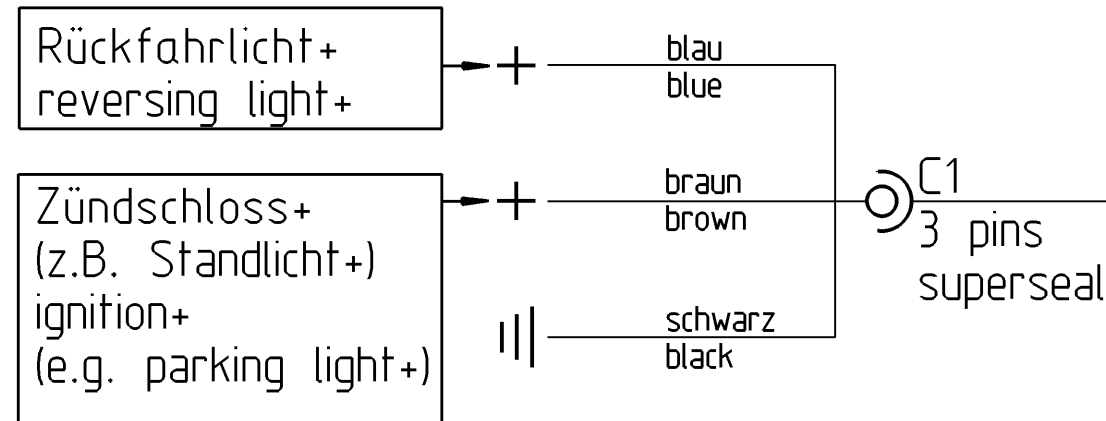 Rückfahrlicht+
reversing light+
+
blau
blue
Zündschloss+
(z.B. Standlicht+)
ignition+
(e.g. parking light+)
+
braun
brown
C1
3 pins
superseal
schwarz
black